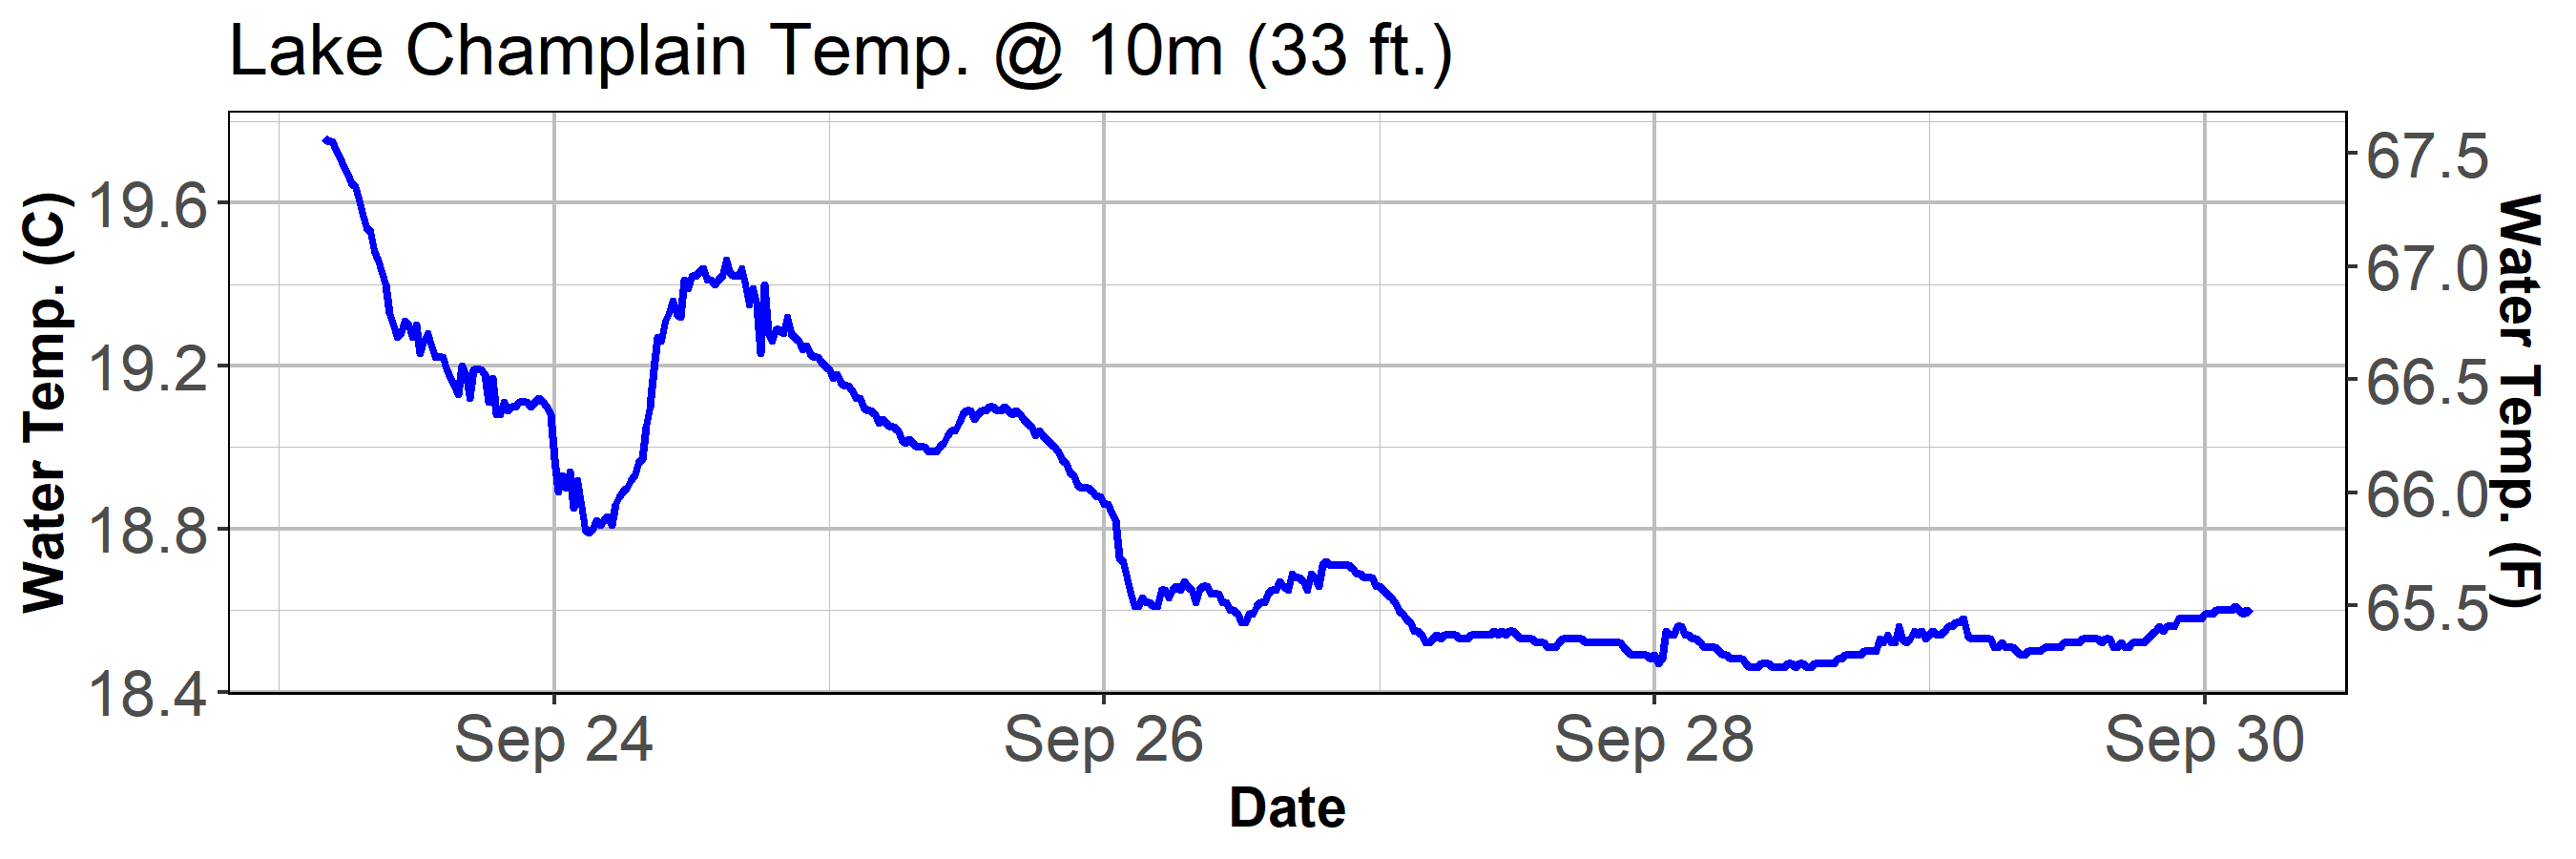 Lake Champlain Temp. @ 10m (33 ft.)
Water Temp. (C)
19.6
19.2
18.8
18.4
67.5
67.0
66.5
66.0
65.5
Water Temp. (F)
Sep 24
Sep 26
Sep 28
Sep 30
Date